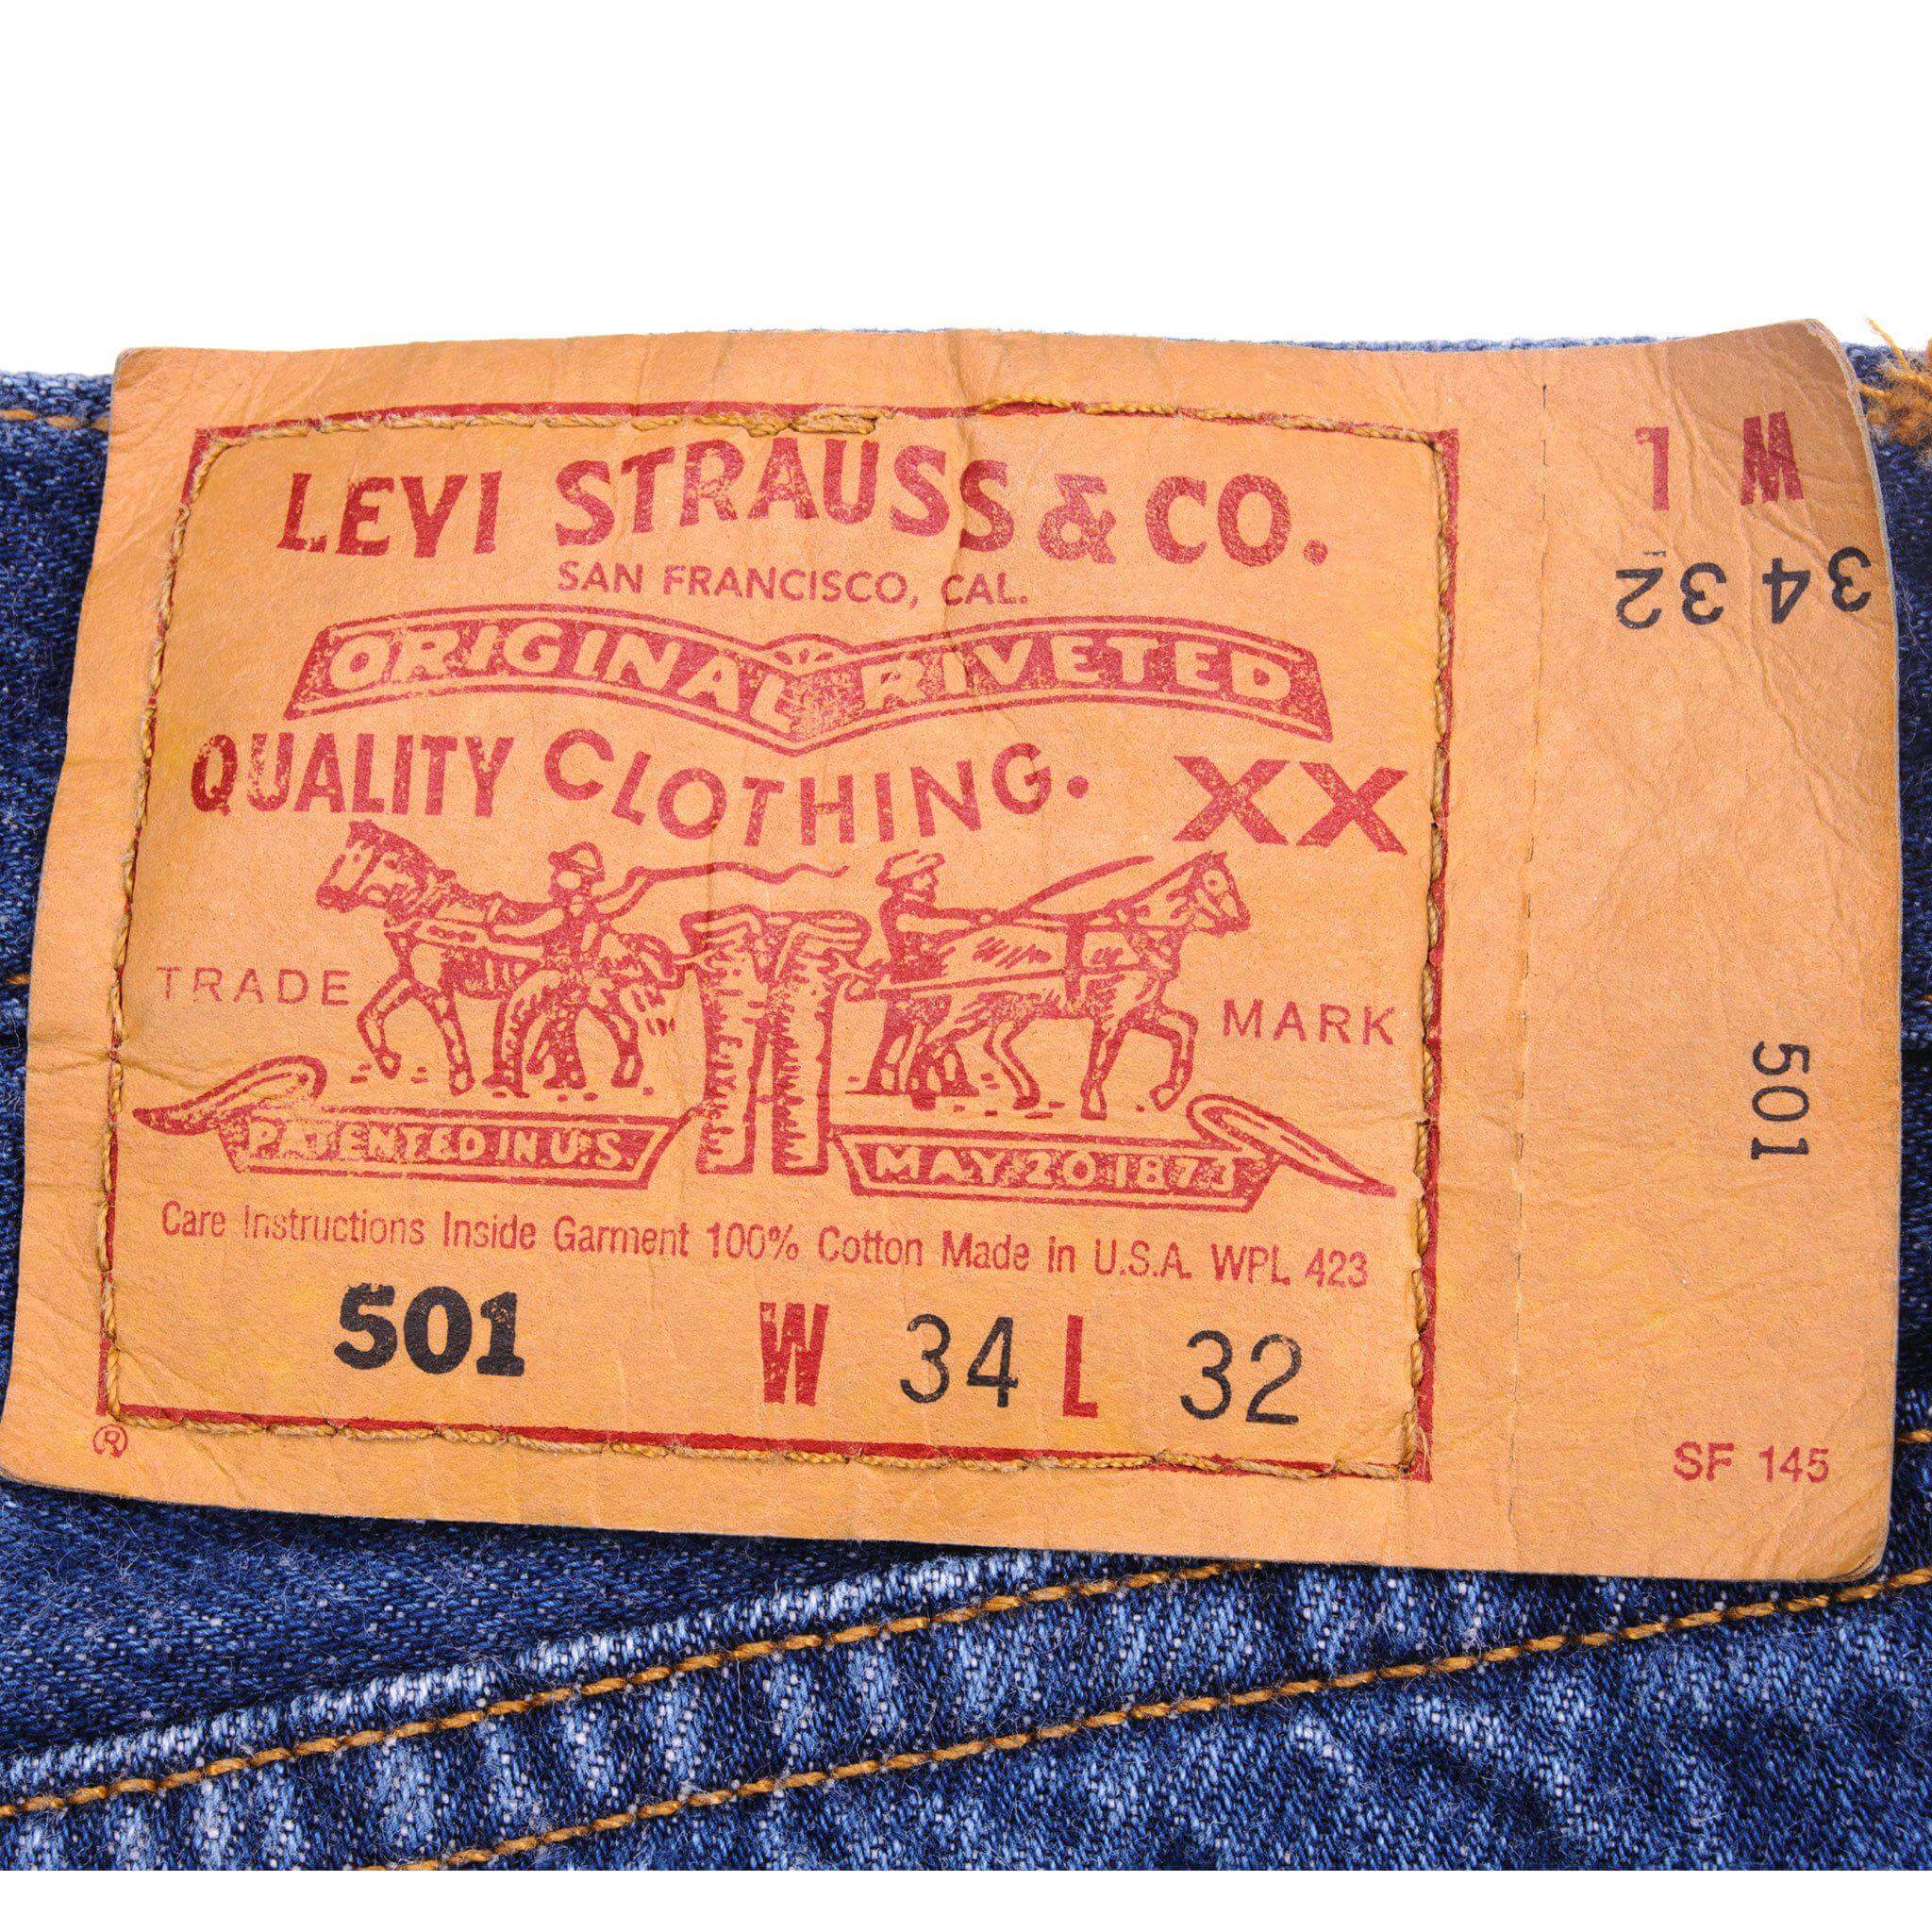 LEVI STRAUSS & CO.
SAN FRANCISCO, CAL.
ORIGINAL RIVETED
QUALITY CLOTHING. XX
TRADE MARK
PATENTED IN U.S. MAY 20 1873
Care Instructions Inside Garment 100% Cotton Made in U.S.A. WPL 423
501 W 34 L 32
®
W L
34 32
501
SF 145